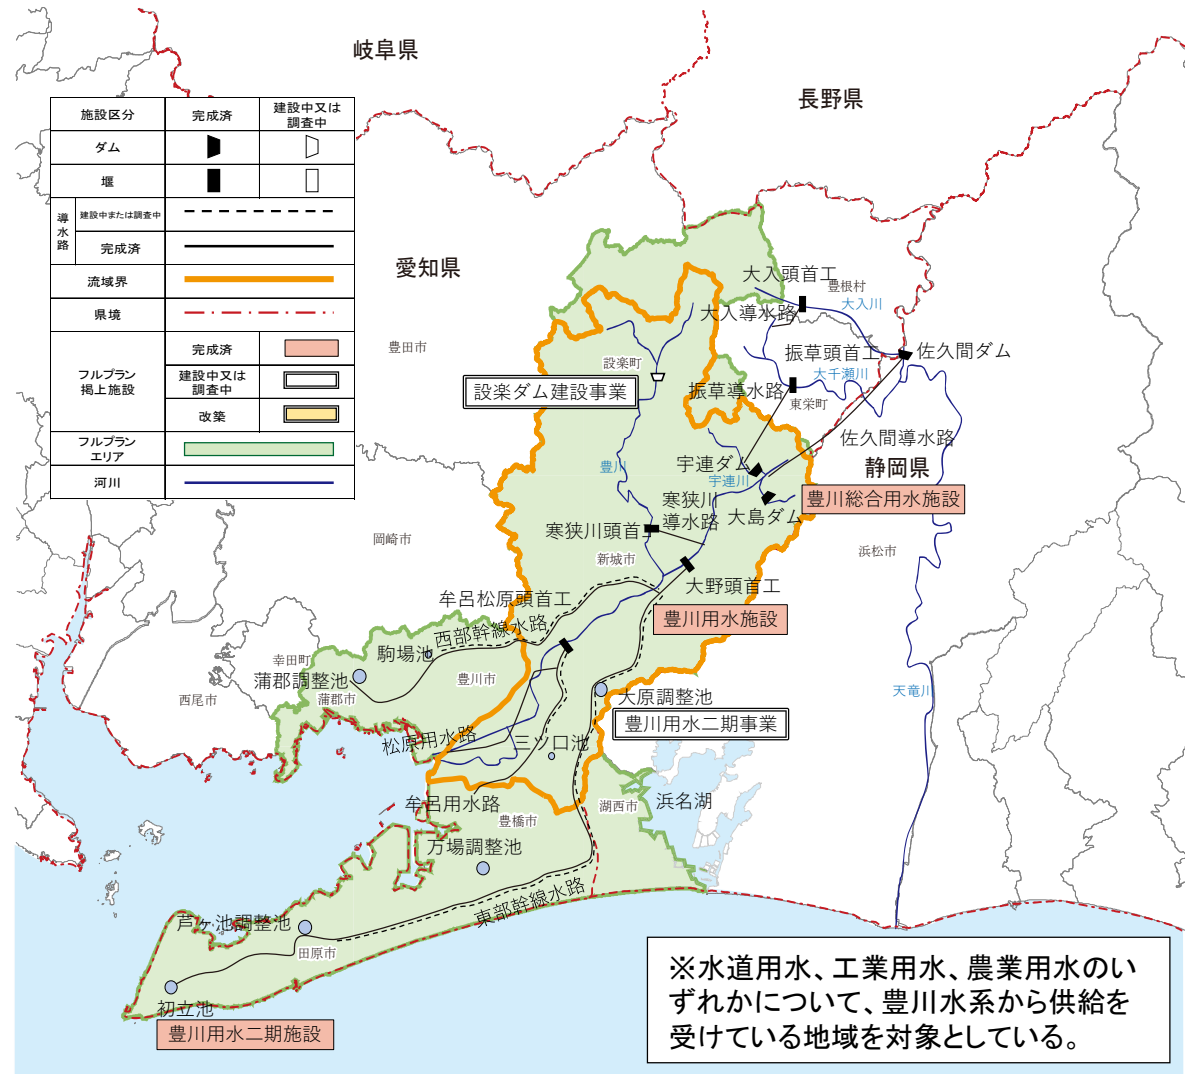 岐阜県
長野県
愛知県
静岡県
施設区分
完成済
建設中又は
調査中
ダム
堰
導水路
建設中または調査中
完成済
流域界
県境
フルプラン
掲上施設
完成済
建設中又は
調査中
改築
フルプラン
エリア
河川
大入頭首工
豊根村
大入川
大入導水路
豊田市
設楽町
振草頭首工
佐久間ダム
大千瀬川
設楽ダム建設事業
振草導水路
東栄町
佐久間導水路
豊川
宇連ダム
宇連川
豊川総合用水施設
寒狭川
導水路
大島ダム
寒狭川頭首工
岡崎市
新城市
浜松市
大野頭首工
牟呂松原頭首工
豊川用水施設
西部幹線水路
駒場池
幸田町
蒲郡調整池
西尾市
蒲郡市
豊川市
天竜川
大原調整池
豊川用水二期事業
松原用水路
三ツ口池
牟呂用水路
豊橋市
湖西市
浜名湖
万場調整池
東部幹線水路
芦ヶ池調整池
田原市
初立池
豊川用水二期施設
※水道用水、工業用水、農業用水のい
ずれかについて、豊川水系から供給を
受けている地域を対象としている。